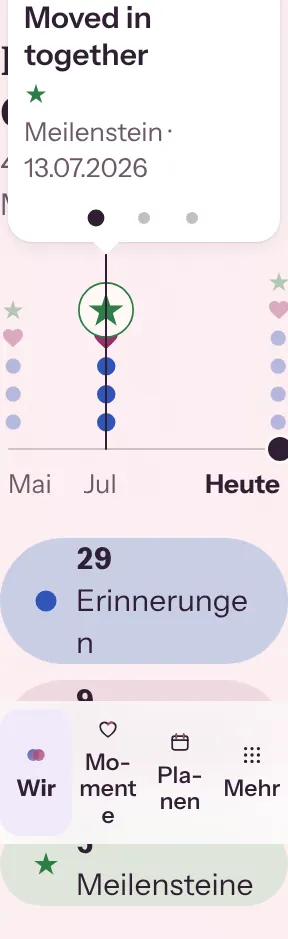 Moved in
together
Meilenstein ·
13.07.2026
Mai Jul Heute
29
Erinnerunge
n
Wir
Mo-
ment
e
Pla-
nen
Mehr
Meilensteine